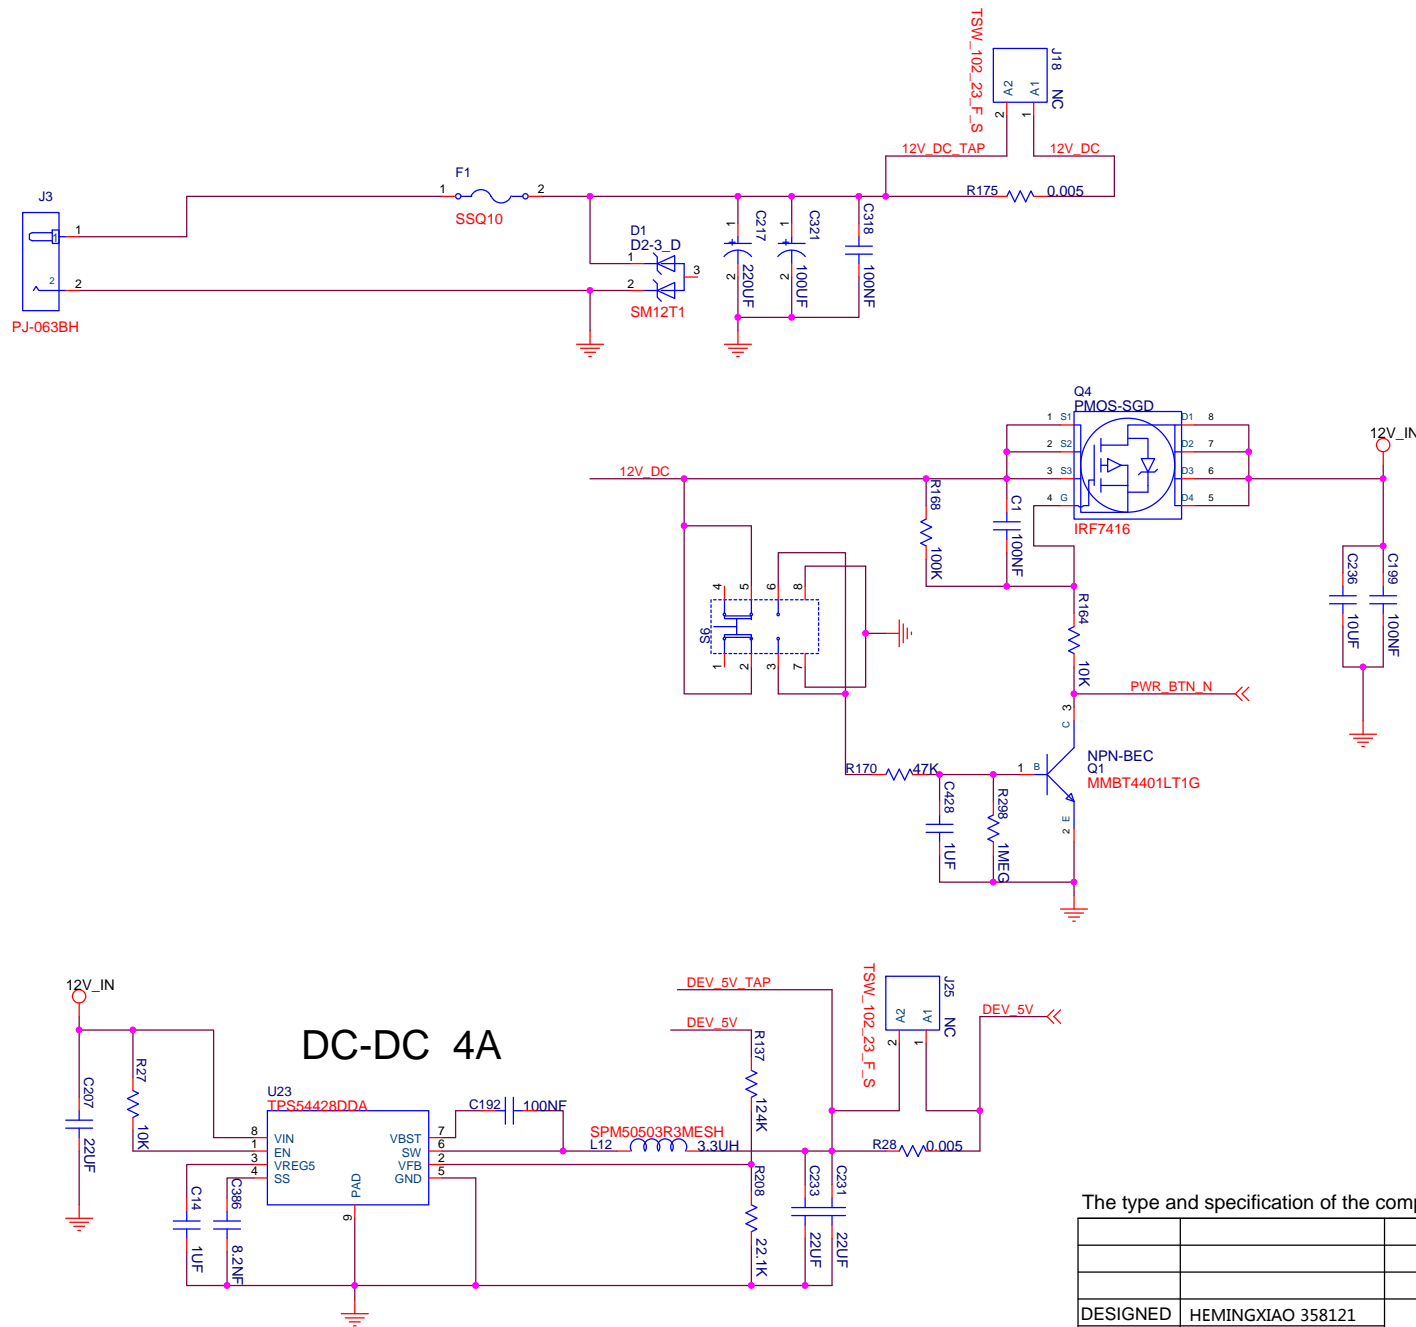 TSW_102_23_F_S
J18 NC
A2 A1
2 1
12V_DC_TAP 12V_DC
R175 0.005
J3
1 1
2 2
PJ-063BH
F1
1 2
SSQ10
D1
D2-3_D
1
3
2
SM12T1
1 C217
+
2 220UF
1 C321
+
2 100UF
C318
100NF
Q4
PMOS-SGD
1 S1 D1 8
2 S2 D2 7
3 S3 D3 6
4 G D4 5
IRF7416
12V_IN
12V_DC
R168
100K
C1
100NF
C236
10UF
C199
100NF
4 5 6 8
S6
1 2 3 7
R164
10K
PWR_BTN_N
3
C
NPN-BEC
Q1
MMBT4401LT1G
1 B
E
2
R170 47K
C428
1UF
R298
1MEG
12V_IN
DC-DC 4A
C207
22UF
R27
10K
U23
TPS54428DDA
8 VIN VBST 7
1 EN SW 6
3 VREG5 VFB 2
4 SS GND 5
PAD
9
C14
1UF
C386
8.2NF
C192 100NF
SPM50503R3MESH
L12 3.3UH
DEV_5V_TAP
DEV_5V
R137
124K
R208
22.1K
TSW_102_23_F_S
J25 NC
A2 A1
2 1
DEV_5V
R28 0.005
C233
22UF
C231
22UF
The type and specification of the
DESIGNED HEMINGXIAO 358121